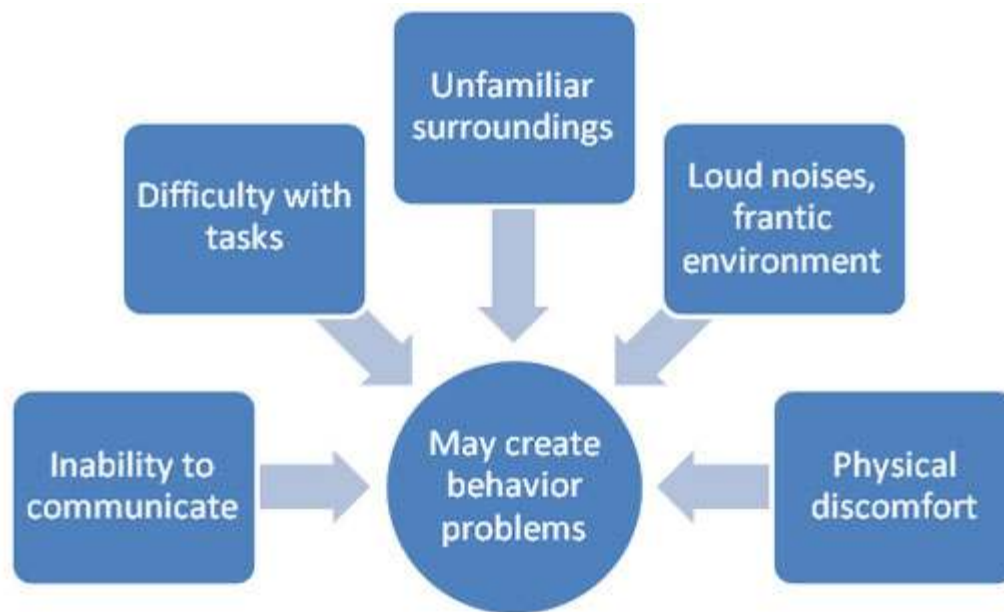 Unfamiliar
surroundings
Difficulty with
tasks
Loud noises,
frantic
environment
Inability to
communicate
May create
behavior
problems
Physical
discomfort